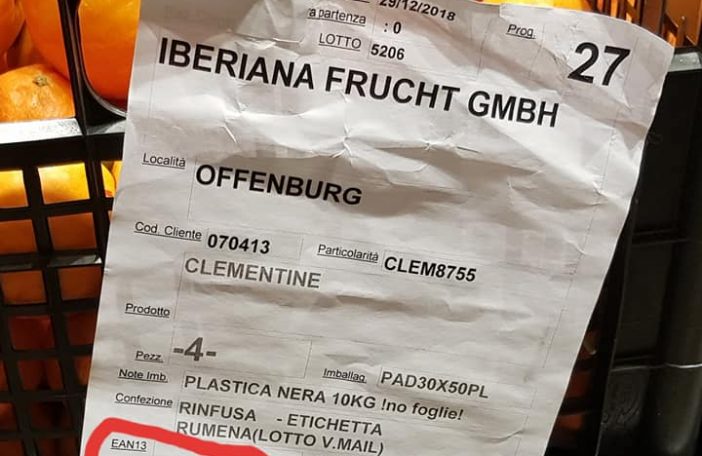 29/12/2018
a partenza : 0
LOTTO 5206
Prog. 27
IBERIANA FRUCHT GMBH
Località OFFENBURG
Cod. Cliente 070413 Particolarità CLEM8755
CLEMENTINE
Prodotto
Pezz. -4- Imballag. PAD30X50PL
Note Imb. PLASTICA NERA 10KG !no foglie!
Confezione RINFUSA - ETICHETTA
RUMENA(LOTTO V.MAIL)
EAN13